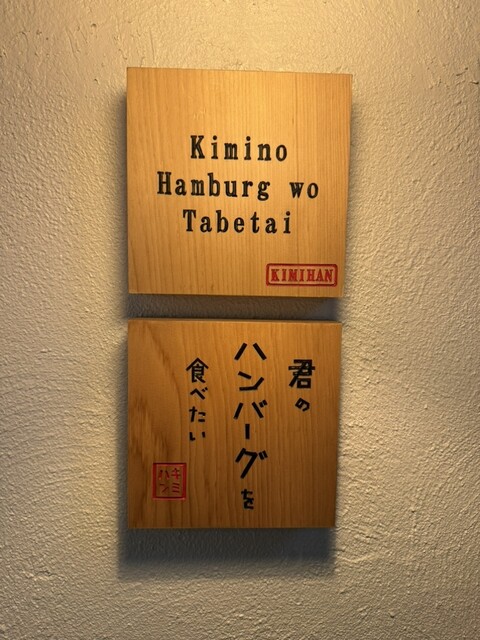 Kimino
Hamburg wo
Tabetai
KIMIHAN
君の
ハンバーグを
食べたい
キミ
ハン